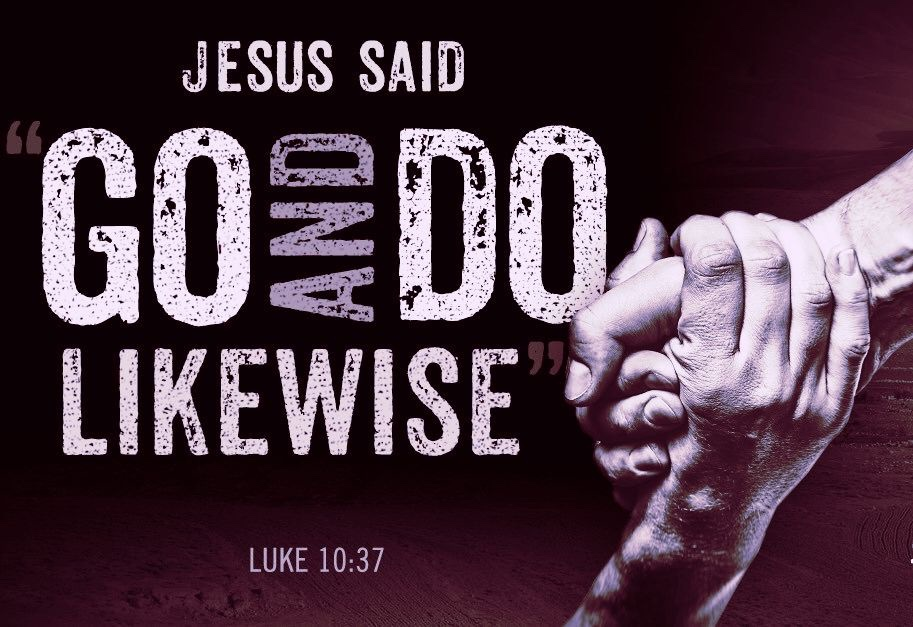 JESUS SAID
“GO AND DO
LIKEWISE”
LUKE 10:37